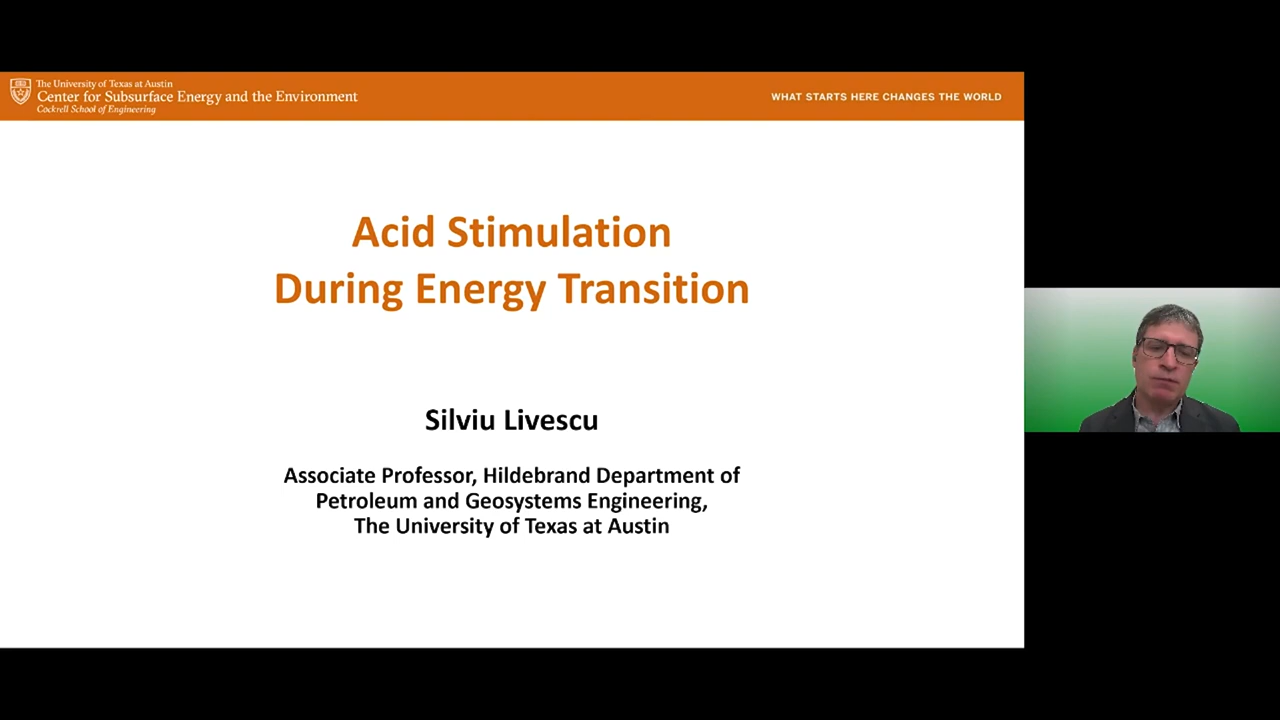 The University of Texas at Austin
Center for Subsurface Energy and the Environment
Cockrell School of Engineering
WHAT STARTS HERE CHANGES THE WORLD
Acid Stimulation
During Energy Transition
Silviu Livescu
Associate Professor, Hildebrand Department of
Petroleum and Geosystems Engineering,
The University of Texas at Austin